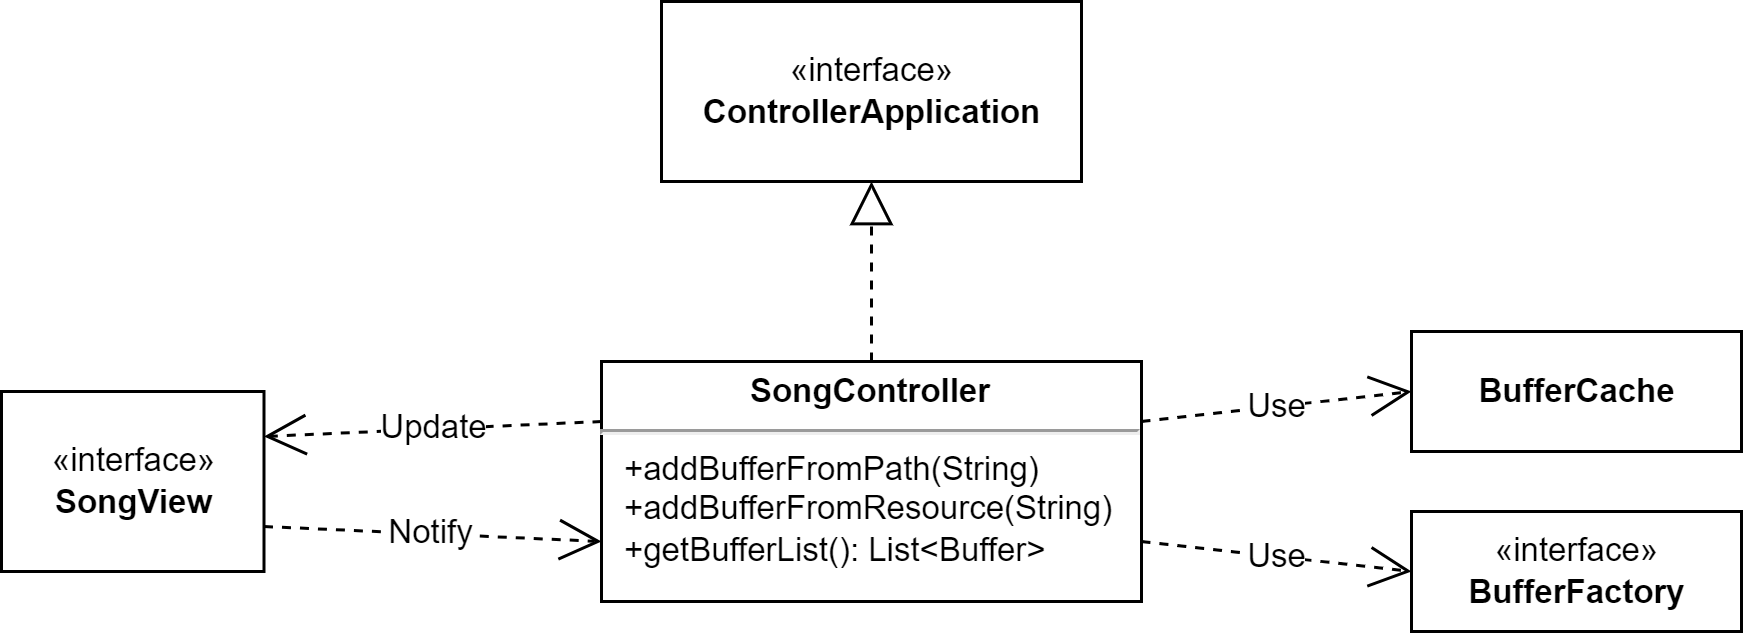 «interface»
ControllerApplication
SongController
+addBufferFromPath(String)
+addBufferFromResource(String)
+getBufferList(): List<Buffer>
«interface»
SongView
Update
Notify
Use
Use
BufferCache
«interface»
BufferFactory